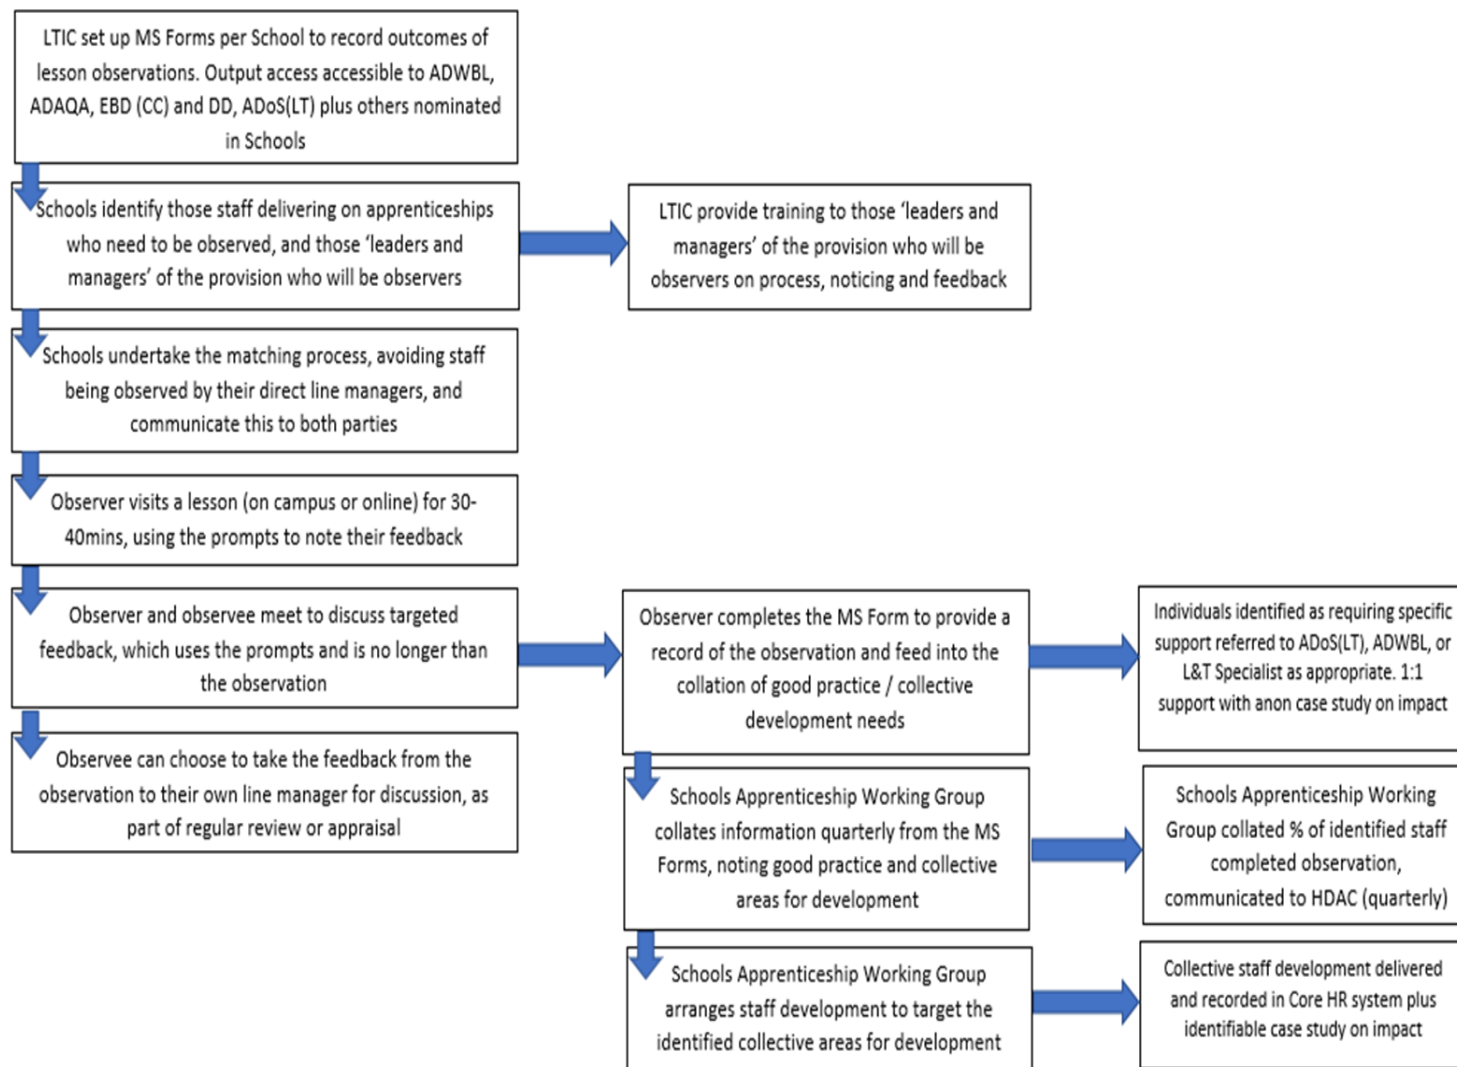 LTIC set up MS Forms per School to record outcomes of
lesson observations. Output access accessible to ADWBL,
ADAQA, EBD (CC) and DD, ADoS(LT) plus others nominated
in Schools
Schools identify those staff delivering on apprenticeships
who need to be observed, and those ‘leaders and
managers’ of the provision who will be observers
LTIC provide training to those ‘leaders and
managers’ of the provision who will be
observers on process, noticing and feedback
Schools undertake the matching process, avoiding staff
being observed by their direct line managers, and
communicate this to both parties
Observer visits a lesson (on campus or online) for 30-
40mins, using the prompts to note their feedback
Observer and observee meet to discuss targeted
feedback, which uses the prompts and is no longer than
the observation
Observer completes the MS Form to provide a
record of the observation and feed into the
collation of good practice / collective
development needs
Individuals identified as requiring specific
support referred to ADoS(LT), ADWBL, or
L&T Specialist as appropriate. 1:1
support with anon case study on impact
Observee can choose to take the feedback from the
observation to their own line manager for discussion, as
part of regular review or appraisal
Schools Apprenticeship Working Group
collates information quarterly from the MS
Forms, noting good practice and collective
areas for development
Schools Apprenticeship Working
Group collated % of identified staff
completed observation,
communicated to HDAC (quarterly)
Schools Apprenticeship Working Group
arranges staff development to target the
identified collective areas for development
Collective staff development delivered
and recorded in Core HR system plus
identifiable case study on impact